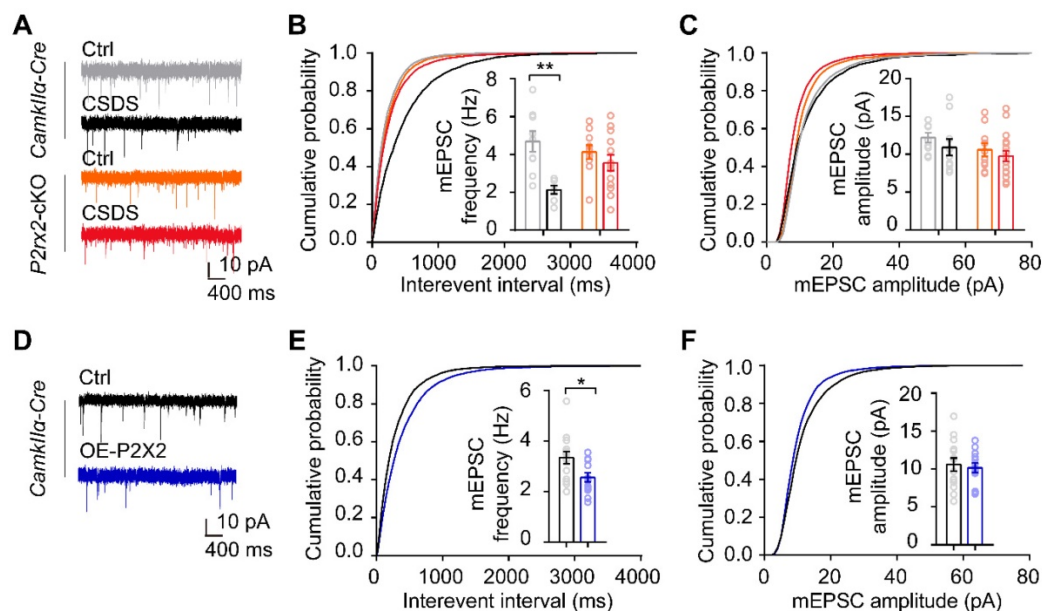 A
CamkIIa-Cre
Ctrl
CSDS
P2rx2-cKO
Ctrl
CSDS
10 pA
400 ms
B
Cumulative probability
1.0
0.8
0.6
0.4
0.2
0.0
0 1000 2000 3000 4000
Interevent interval (ms)
mEPSC
frequency (Hz)
8
6
4
2
0
**
C
Cumulative probability
1.0
0.8
0.6
0.4
0.2
0.0
0 20 40 60 80
mEPSC amplitude (pA)
mEPSC
amplitude (pA)
20
15
10
5
0
D
CamkIIa-Cre
Ctrl
OE-P2X2
10 pA
400 ms
E
Cumulative probability
1.0
0.8
0.6
0.4
0.2
0.0
0 1000 2000 3000 4000
Interevent interval (ms)
mEPSC
frequency (Hz)
6
4
2
0
*
F
Cumulative probability
1.0
0.8
0.6
0.4
0.2
0.0
0 20 40 60 80
mEPSC amplitude (pA)
mEPSC
amplitude (pA)
20
15
10
5
0